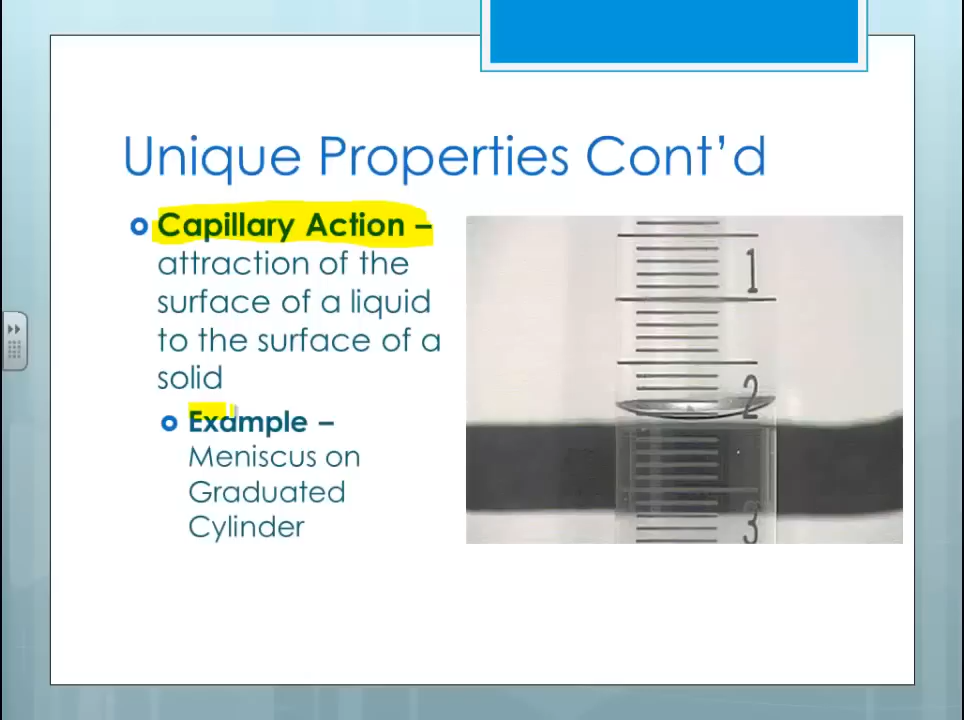 Unique Properties Cont’d
Capillary Action –
attraction of the
surface of a liquid
to the surface of a
solid
Example –
Meniscus on
Graduated
Cylinder
1
2
3